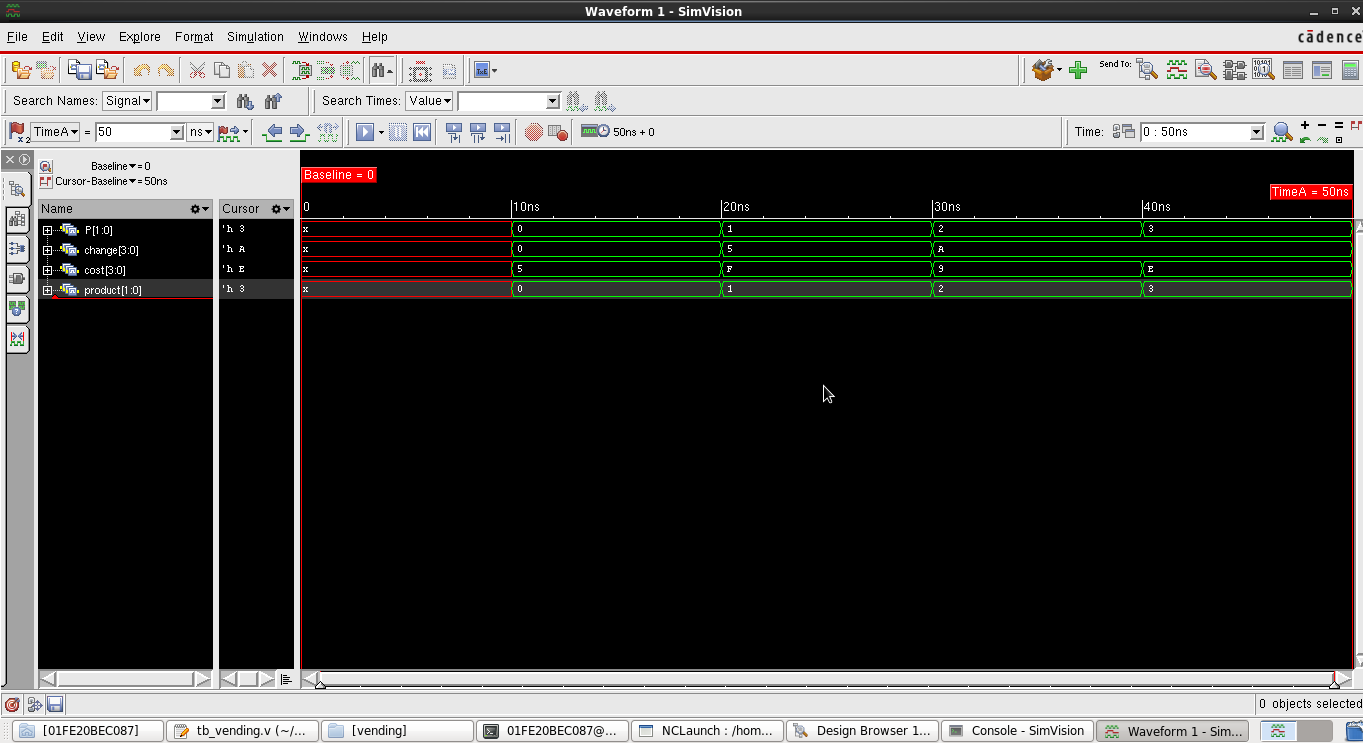 Waveform 1 - SimVision
File Edit View Explore Format Simulation Windows Help
cādence
Send To:
Search Names: Signal Search Times: Value
TimeA = 50 ns 50ns + 0 Time: 0 : 50ns
Baseline = 0
Cursor-Baseline = 50ns
Baseline = 0
TimeA = 50ns
Name Cursor 0 10ns 20ns 30ns 40ns
P[1:0] 'h 3 x 0 1 2 3
change[3:0] 'h A x 0 5 A
cost[3:0] 'h E x 5 F 9 E
product[1:0] 'h 3 x 0 1 2 3
0 objects selected
[01FE20BEC087] tb_vending.v (~/... [vending] 01FE20BEC087@... NCLaunch : /hom... Design Browser 1... Console - SimVision Waveform 1 - Sim...